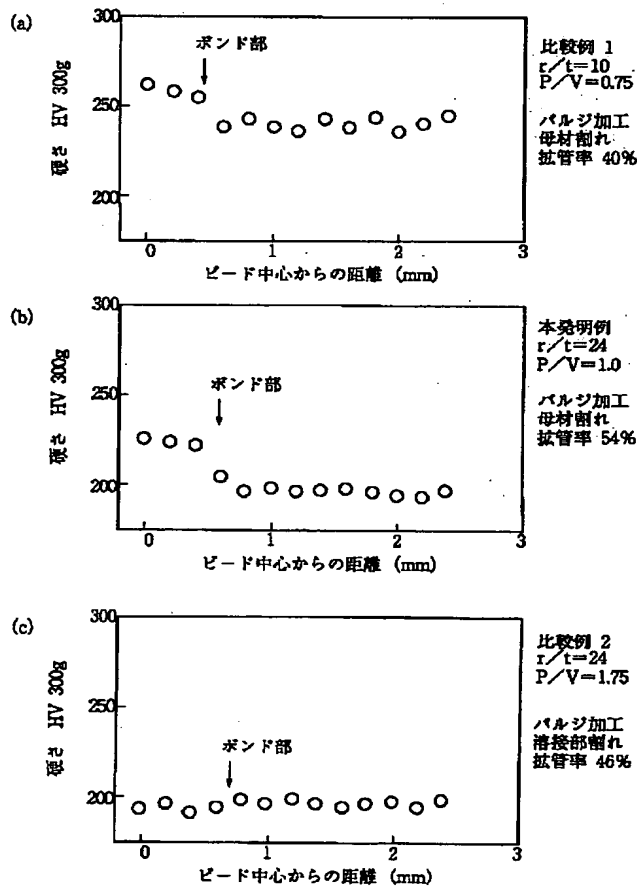 (a)
300
250
200
硬さ HV 300g
ボンド部
0 1 2 3
ビード中心からの距離 (mm)
比較例 1
r/t=10
P/V=0.75
バルジ加工
母材割れ
拡管率 40%
(b)
300
250
200
硬さ HV 300g
ボンド部
0 1 2 3
ビード中心からの距離 (mm)
本発明例
r/t=24
P/V=1.0
バルジ加工
母材割れ
拡管率 54%
(c)
300
250
200
硬さ HV 300g
ボンド部
0 1 2 3
ビード中心からの距離 (mm)
比較例 2
r/t=24
P/V=1.75
バルジ加工
溶接部割れ
拡管率 46%